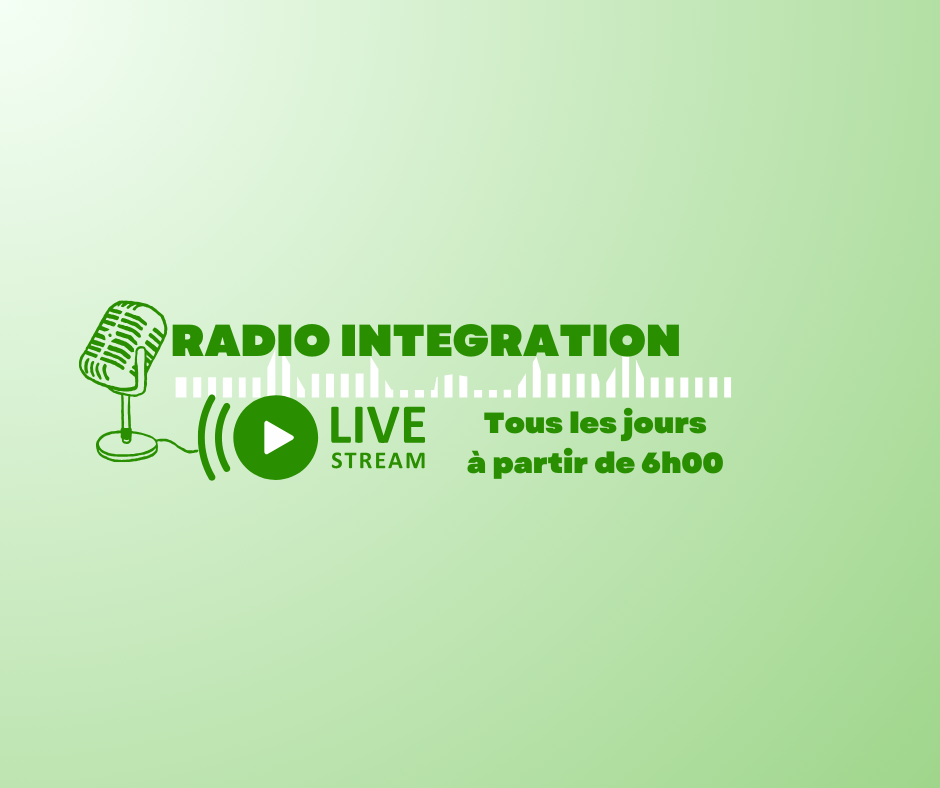 RADIO INTEGRATION
LIVE
STREAM
Tous les jours
à partir de 6h00